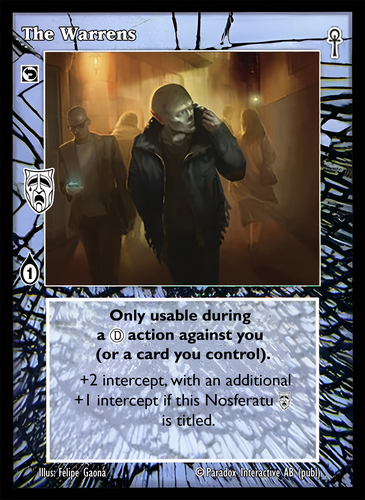 The Warrens
1
Only usable during
a Ⓓ action against you
(or a card you control).
+2 intercept, with an additional
+1 intercept if this Nosferatu
is titled.
Illus: Felipe Gaona © Paradox Interactive AB (publ)